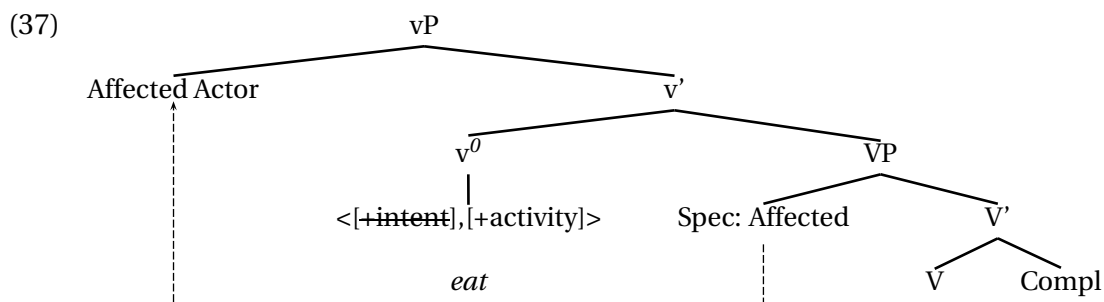 (37) vP
Affected Actor v’
v⁰ VP
<[+intent],[+activity]> Spec: Affected V’
eat V Compl